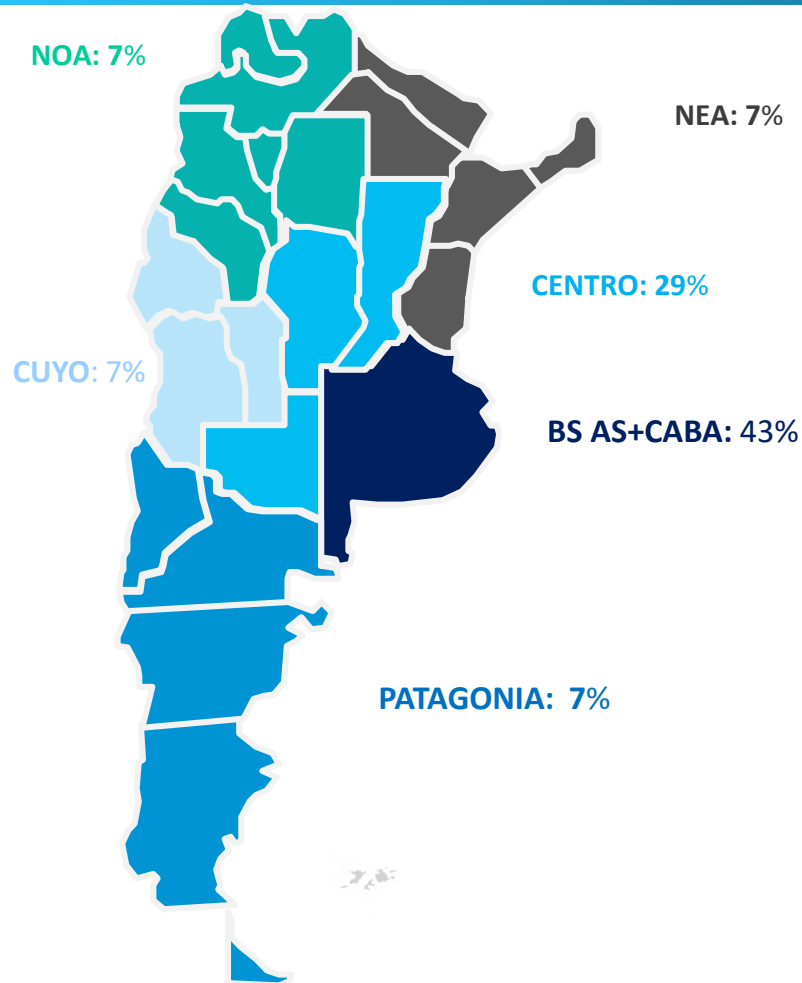 NOA: 7%
NEA: 7%
CENTRO: 29%
CUYO: 7%
BS AS+CABA: 43%
PATAGONIA: 7%